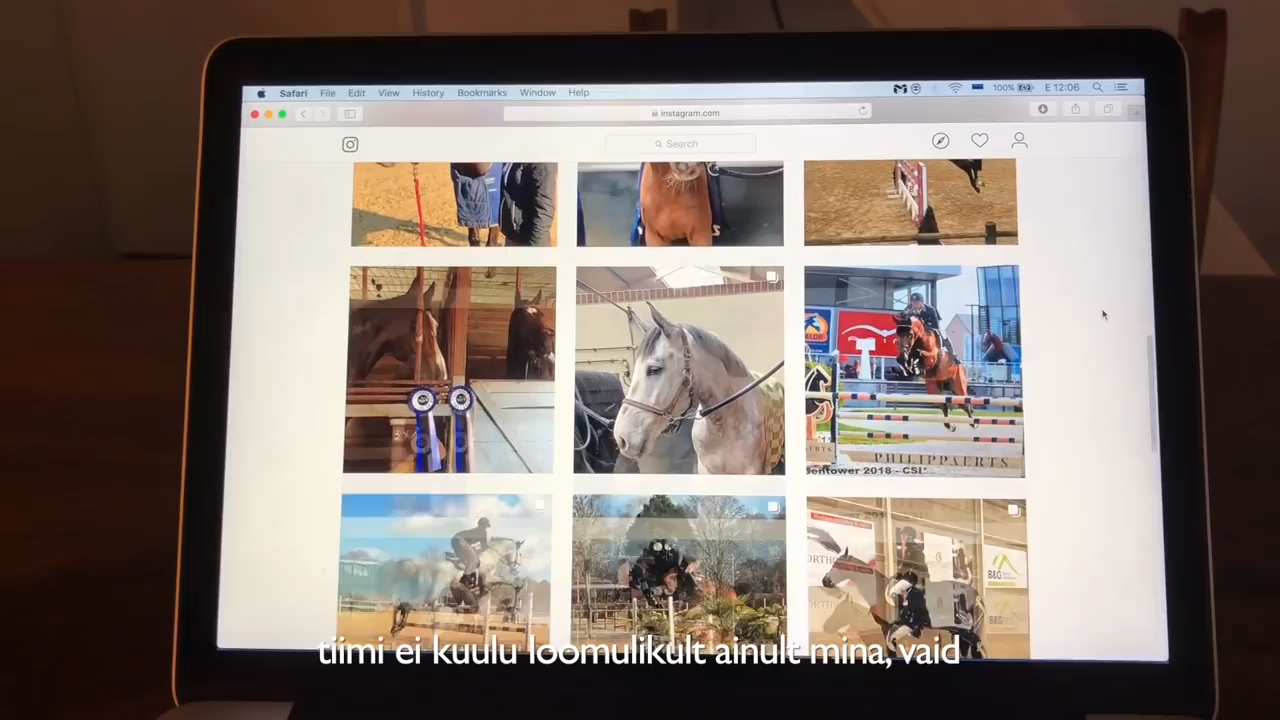 Safari File Edit View History Bookmarks Window Help 100% E 12:06
instagram.com
Search
PHILIPPAERTS
Sentower 2018 - CSI*
ORTHO
B&G
tiimi ei kuulu loomulikult ainult mina, vaid